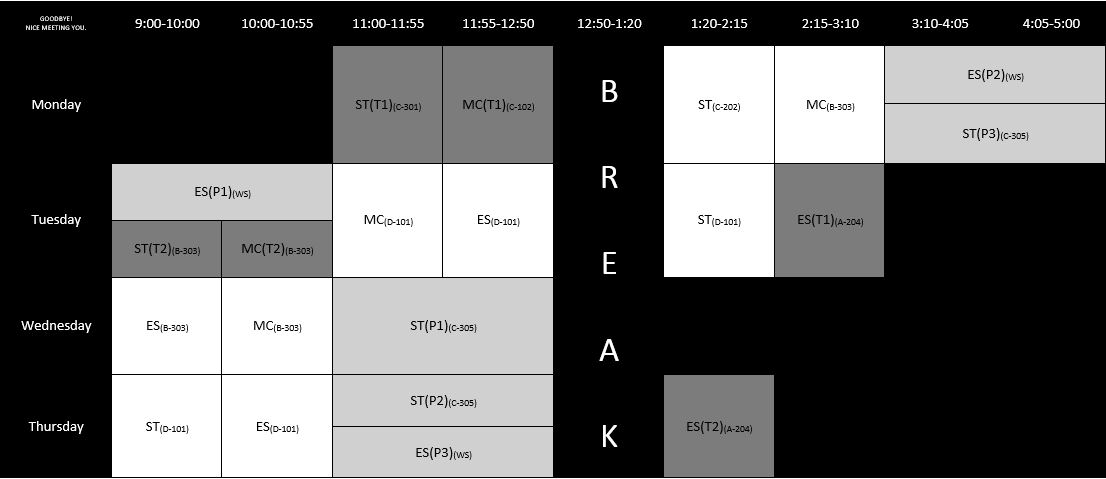 GOODBYE!
NICE MEETING YOU.
9:00-10:00 10:00-10:55 11:00-11:55 11:55-12:50 12:50-1:20 1:20-2:15 2:15-3:10 3:10-4:05 4:05-5:00
Monday
ST(T1)(C-301) MC(T1)(C-102) B ST(C-202) MC(B-303) ES(P2)(WS)
ST(P3)(C-305)
Tuesday
ES(P1)(WS) MC(D-101) ES(D-101) R ST(D-101) ES(T1)(A-204)
ST(T2)(B-303) MC(T2)(B-303)
E
Wednesday
ES(B-303) MC(B-303) ST(P1)(C-305) A
Thursday
ST(D-101) ES(D-101) ST(P2)(C-305) K ES(T2)(A-204)
ES(P3)(WS)